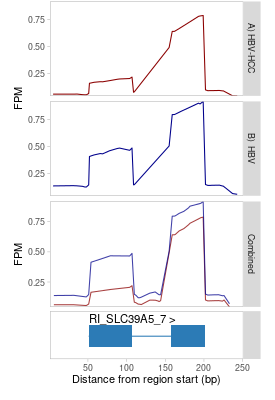 0.75
0.50
0.25
FPM
A) HBV-HCC
0.75
0.50
0.25
FPM
B) HBV
0.75
0.50
0.25
FPM
Combined
RI_SLC39A5_7 >
50 100 150 200 250
Distance from region start (bp)